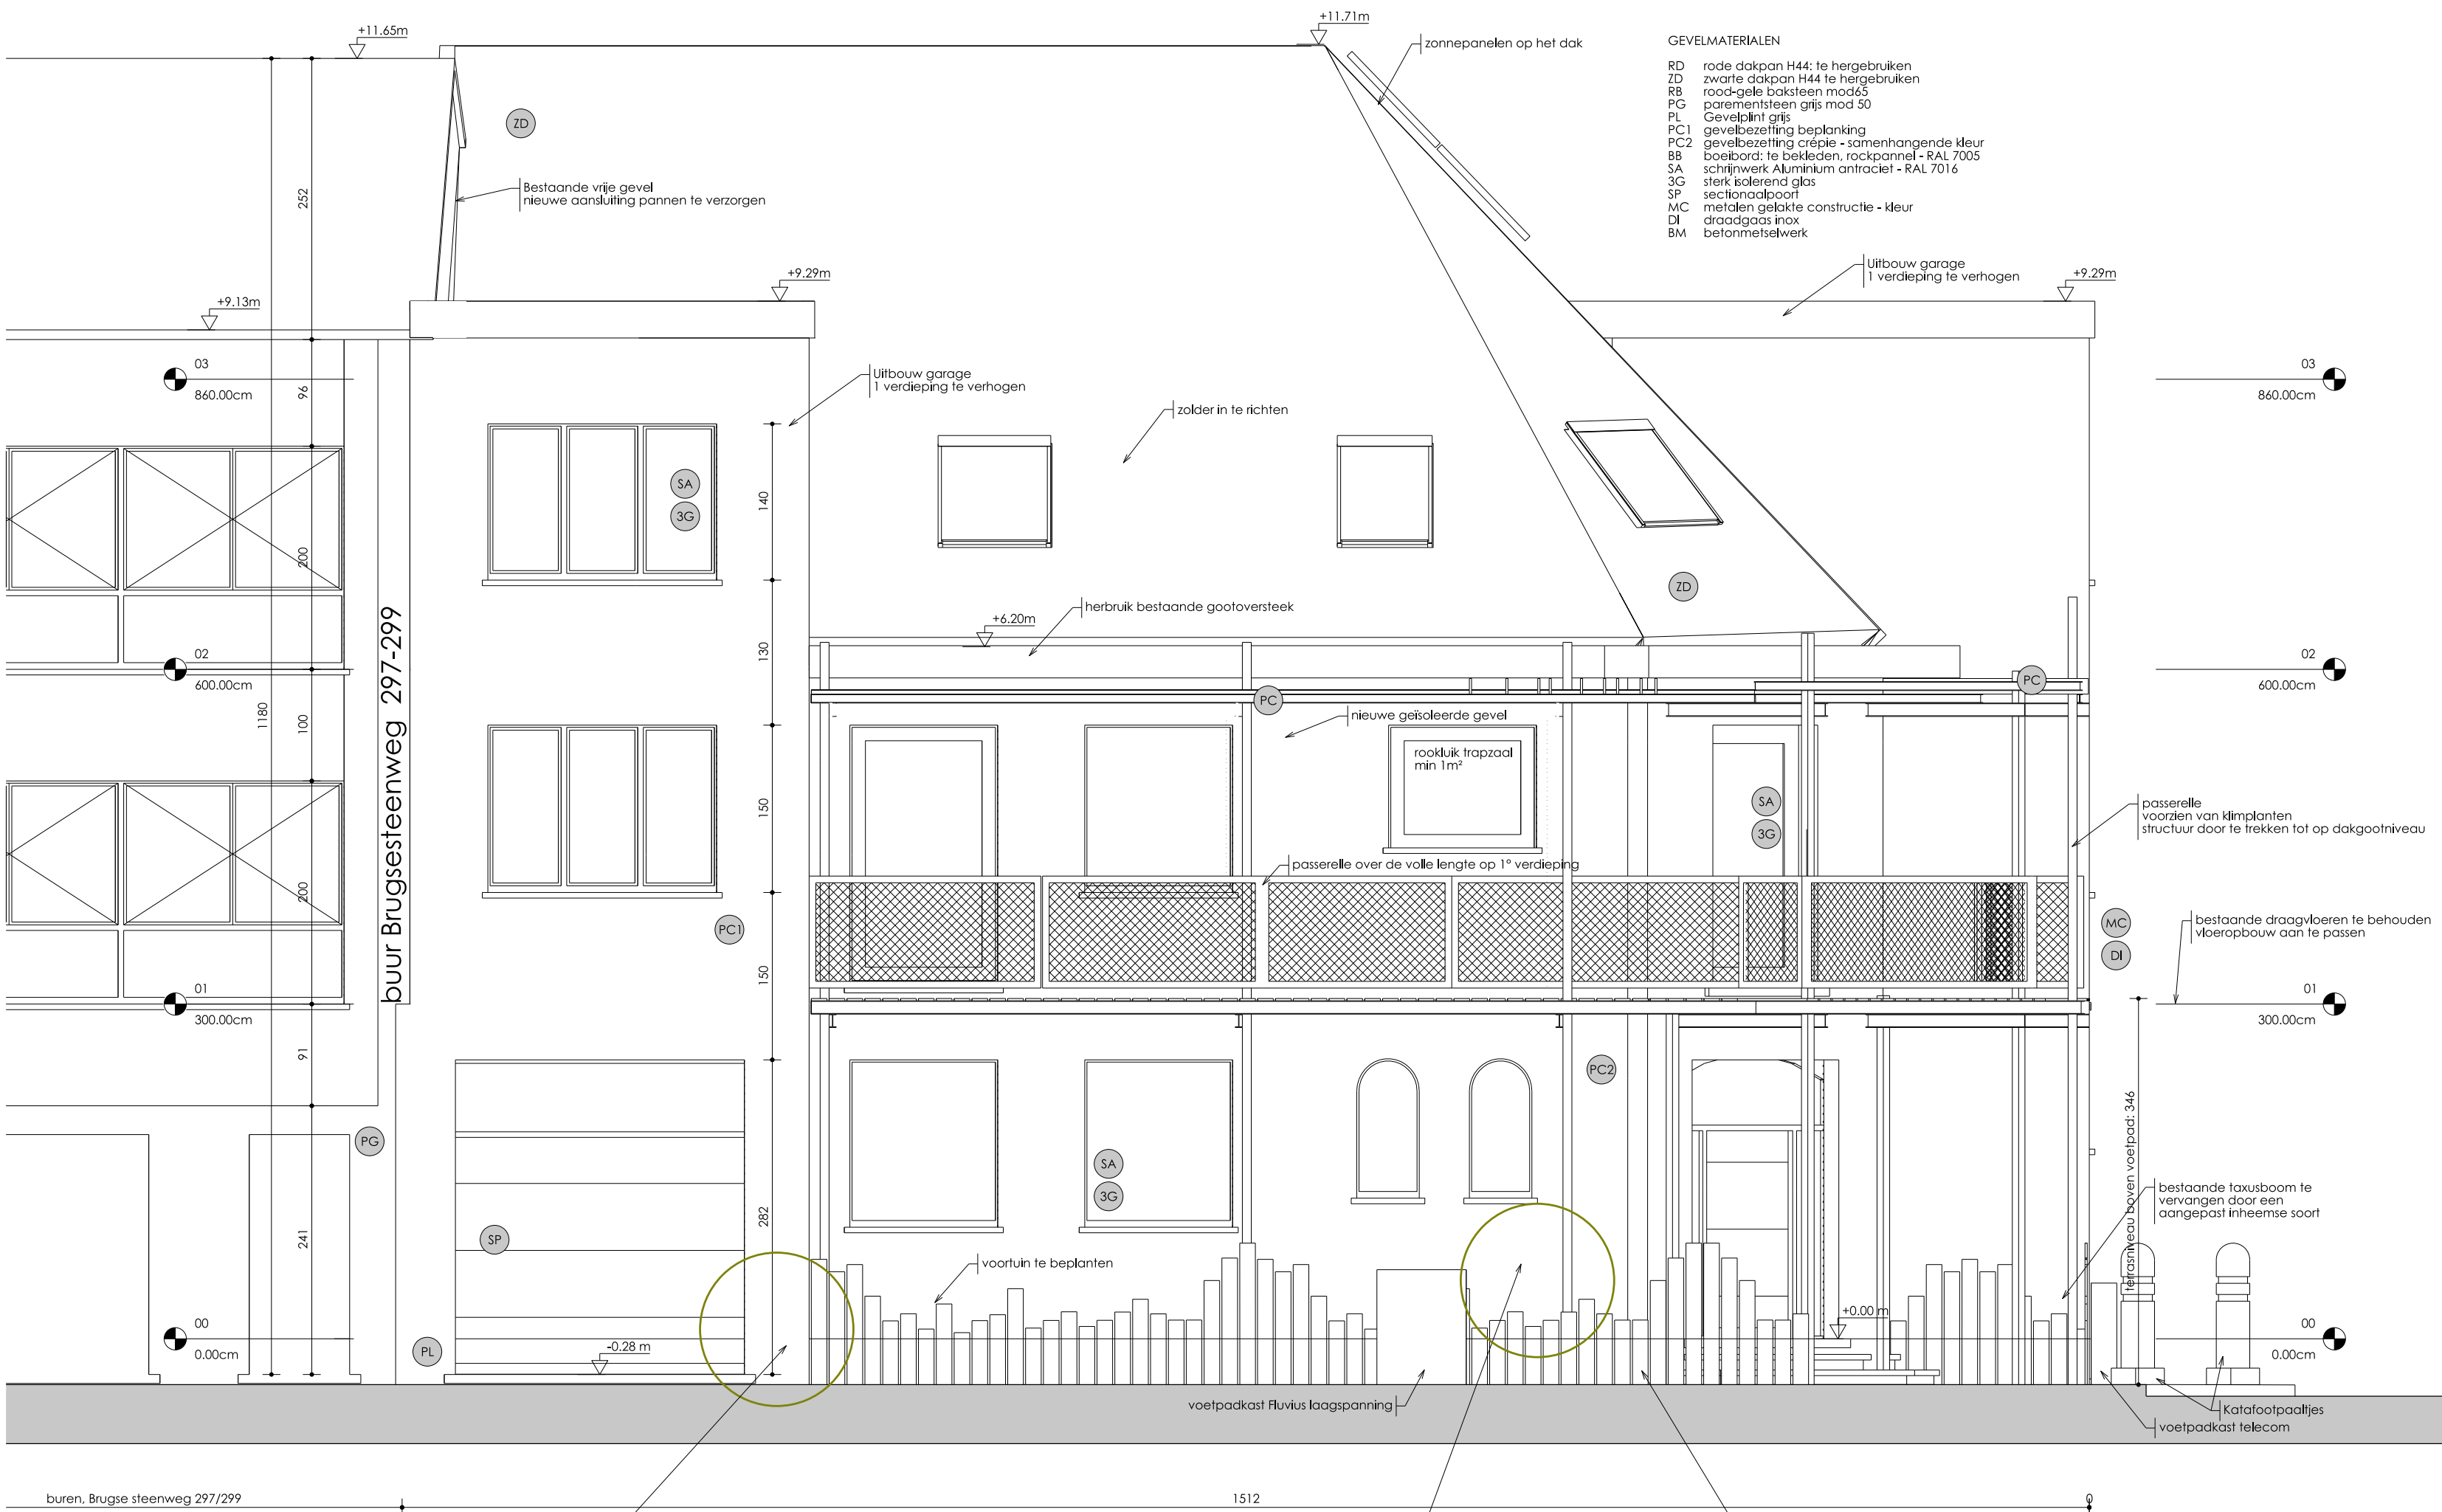 +11.65m
+11.71m
zonnepanelen op het dak
GEVELMATERIALEN
RD rode dakpan H44: te hergebruiken
ZD zwarte dakpan H44 te hergebruiken
RB rood-gele baksteen mod65
PG parementsteen grijs mod 50
PL Gevelplint grijs
PC1 gevelbezetting beplanking
PC2 gevelbezetting crépie - samenhangende kleur
BB boeibord: te bekleden, rockpannel - RAL 7005
SA schrijnwerk Aluminium antraciet - RAL 7016
3G sterk isolerend glas
SP sectionaalpoort
MC metalen gelakte constructie - kleur
DI draadgaas inox
BM betonmetselwerk
ZD
252
Bestaande vrije gevel
nieuwe aansluiting pannen te verzorgen
Uitbouw garage
1 verdieping te verhogen
+9.29m
+9.29m
+9.13m
03
860.00cm
96
Uitbouw garage
1 verdieping te verhogen
zolder in te richten
03
860.00cm
SA
3G
140
200
ZD
herbruik bestaande gootoversteek
+6.20m
130
02
600.00cm
02
600.00cm
buur Brugsesteenweg 297-299
1180
100
PC
PC
nieuwe geïsoleerde gevel
rookluik trapzaal
min 1m²
150
SA
3G
passerelle
voorzien van klimplanten
structuur door te trekken tot op dakgootniveau
passerelle over de volle lengte op 1° verdieping
200
PC1
150
MC
DI
bestaande draagvloeren te behouden
vloeropbouw aan te passen
01
300.00cm
01
300.00cm
91
PC2
PG
terrasniveau boven voetpad: 346
SA
3G
bestaande taxusboom te
vervangen door een
aangepast inheemse soort
282
241
SP
voortuin te beplanten
+0.00 m
00
0.00cm
00
0.00cm
PL
-0.28 m
voetpadkast Fluvius laagspanning
Katafootpaaltjes
voetpadkast telecom
buren, Brugse steenweg 297/299
1512
0